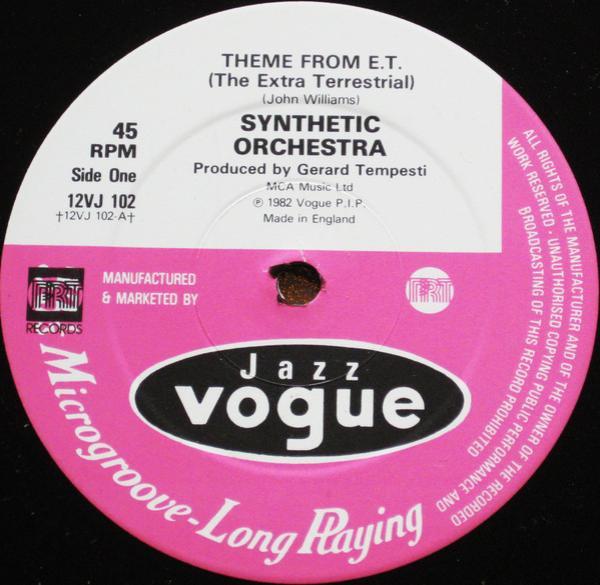 THEME FROM E.T.
(The Extra Terrestrial)
(John Williams)
SYNTHETIC
ORCHESTRA
Produced by Gerard Tempesti
MCA Music Ltd
℗ 1982 Vogue P.I.P.
Made in England
45
RPM
Side One
12VJ 102
†12VJ 102-A†
PRT
RECORDS
MANUFACTURED
& MARKETED BY
PRT
Jazz
vogue
Microgroove-Long Playing
ALL RIGHTS OF THE MANUFACTURER AND OF THE OWNER OF THE RECORDED
WORK RESERVED · UNAUTHORISED COPYING PUBLIC PERFORMANCE AND
BROADCASTING OF THIS RECORD PROHIBITED